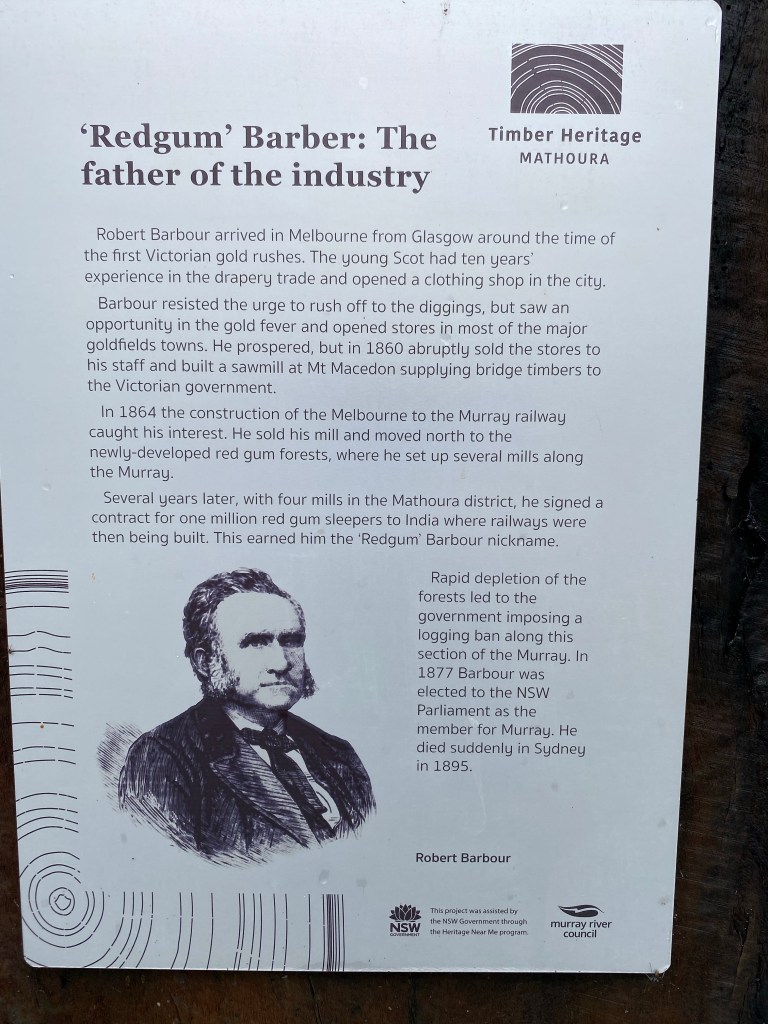 Timber Heritage
MATHOURA
‘Redgum’ Barber: The
father of the industry
Robert Barbour arrived in Melbourne from Glasgow around the time of
the first Victorian gold rushes. The young Scot had ten years’
experience in the drapery trade and opened a clothing shop in the city.
Barbour resisted the urge to rush off to the diggings, but saw an
opportunity in the gold fever and opened stores in most of the major
goldfields towns. He prospered, but in 1860 abruptly sold the stores to
his staff and built a sawmill at Mt Macedon supplying bridge timbers to
the Victorian government.
In 1864 the construction of the Melbourne to the Murray railway
caught his interest. He sold his mill and moved north to the
newly-developed red gum forests, where he set up several mills along
the Murray.
Several years later, with four mills in the Mathoura district, he signed a
contract for one million red gum sleepers to India where railways were
then being built. This earned him the ‘Redgum’ Barbour nickname.
Rapid depletion of the
forests led to the
government imposing a
logging ban along this
section of the Murray. In
1877 Barbour was
elected to the NSW
Parliament as the
member for Murray. He
died suddenly in Sydney
in 1895.
Robert Barbour
NSW
GOVERNMENT
This project was assisted by
the NSW Government through
the Heritage Near Me program.
murray river
council